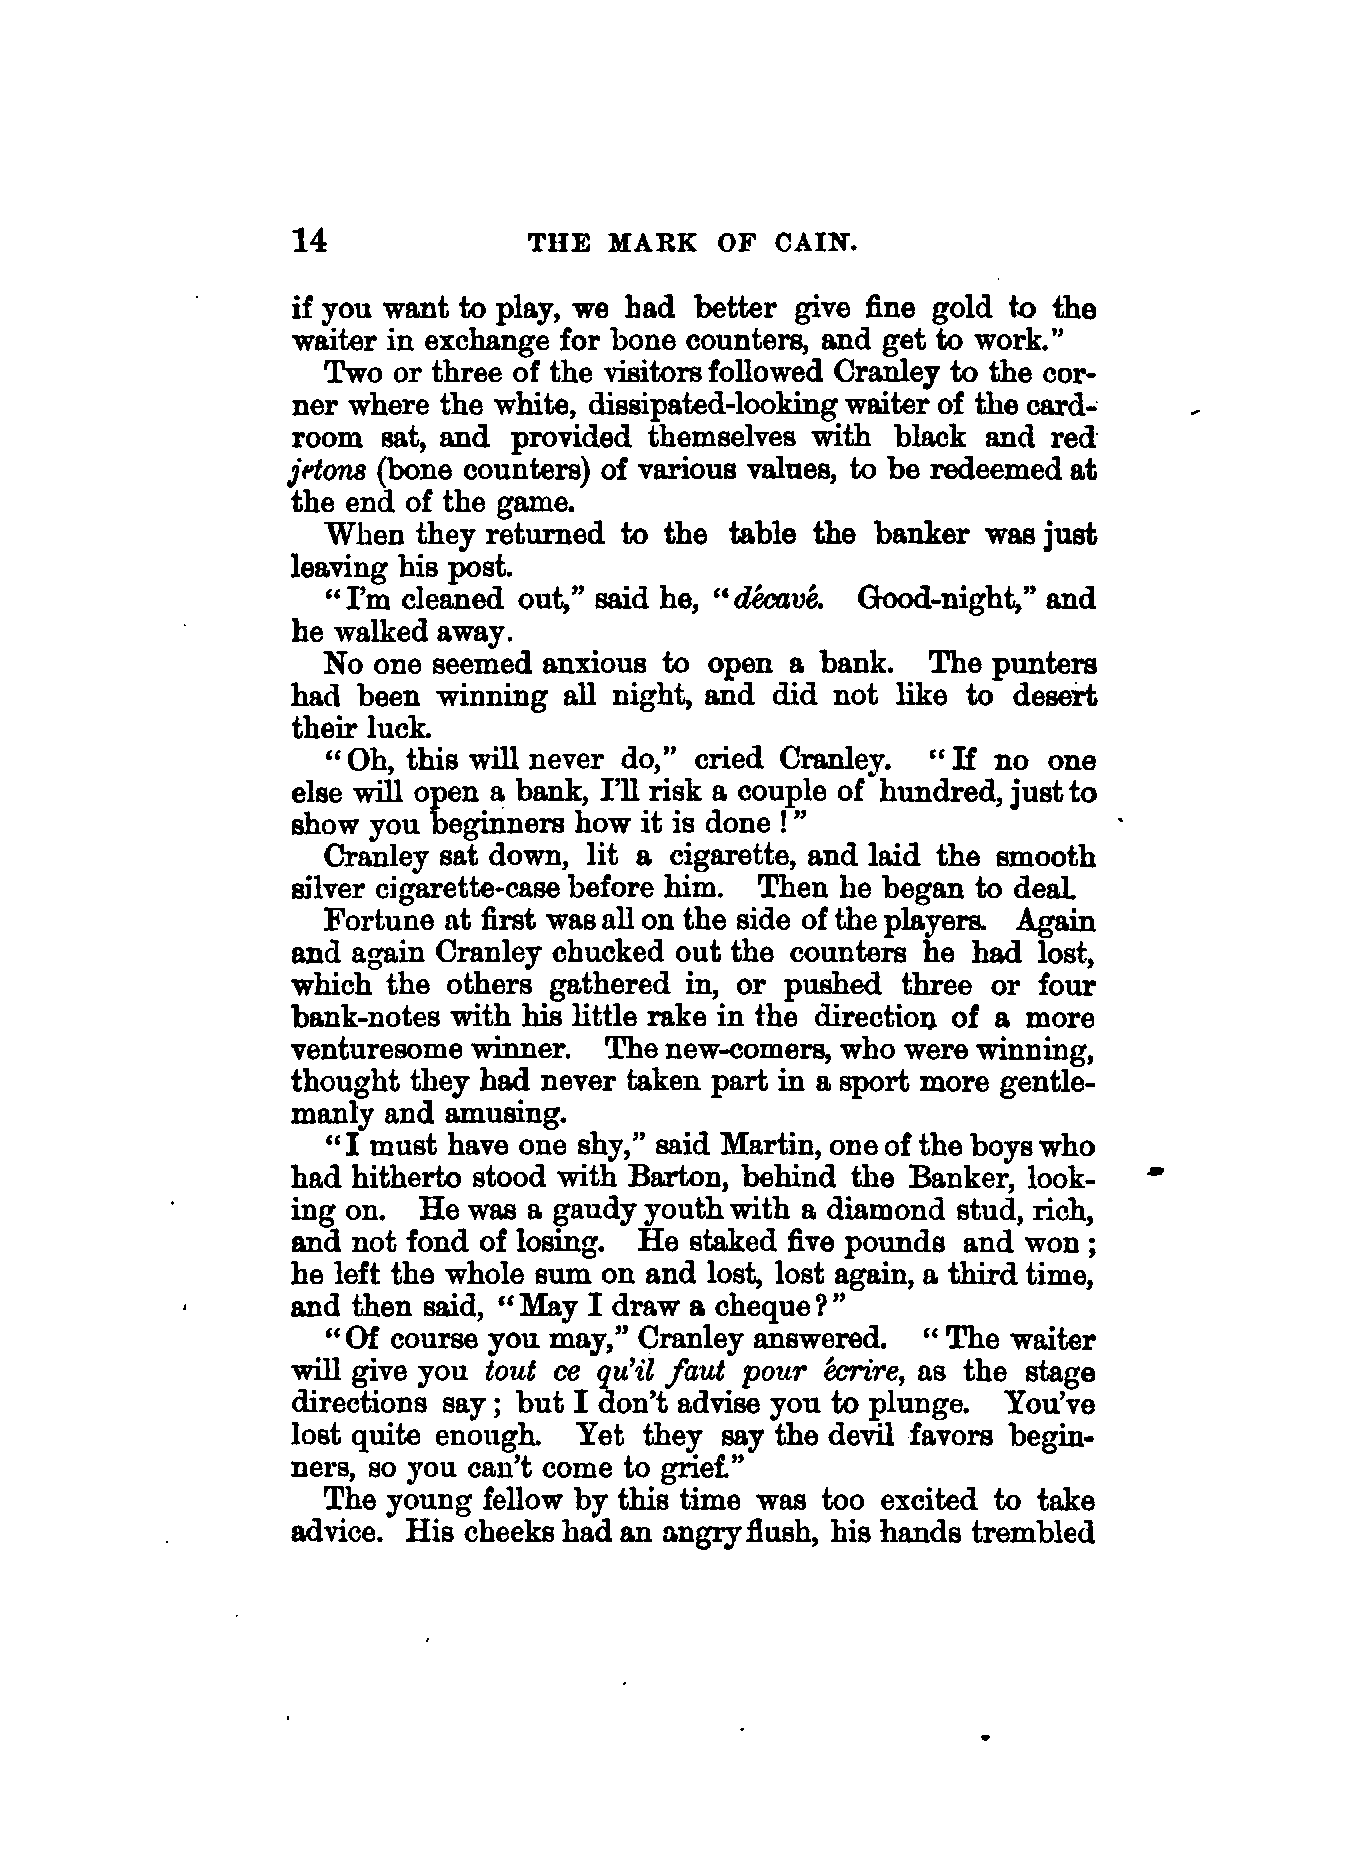 14 THE MARK OF CAIN.
if you want to play, we had better give fine gold to the
waiter in exchange for bone counters, and get to work."
Two or three of the visitors followed Cranley to the cor-
ner where the white, dissipated-looking waiter of the card-
room sat, and provided themselves with black and red
jetons (bone counters) of various values, to be redeemed at
the end of the game.
When they returned to the table the banker was just
leaving his post.
"I'm cleaned out," said he, "décavé. Good-night," and
he walked away.
No one seemed anxious to open a bank. The punters
had been winning all night, and did not like to desert
their luck.
"Oh, this will never do," cried Cranley. "If no one
else will open a bank, I'll risk a couple of hundred, just to
show you beginners how it is done!"
Cranley sat down, lit a cigarette, and laid the smooth
silver cigarette-case before him. Then he began to deal.
Fortune at first was all on the side of the players. Again
and again Cranley chucked out the counters he had lost,
which the others gathered in, or pushed three or four
bank-notes with his little rake in the direction of a more
venturesome winner. The new-comers, who were winning,
thought they had never taken part in a sport more gentle-
manly and amusing.
"I must have one shy," said Martin, one of the boys who
had hitherto stood with Barton, behind the Banker, look-
ing on. He was a gaudy youth with a diamond stud, rich,
and not fond of losing. He staked five pounds and won;
he left the whole sum on and lost, lost again, a third time,
and then said, "May I draw a cheque?"
"Of course you may," Cranley answered. "The waiter
will give you tout ce qu'il faut pour écrire, as the stage
directions say; but I don't advise you to plunge. You've
lost quite enough. Yet they say the devil favors begin-
ners, so you can't come to grief."
The young fellow by this time was too excited to take
advice. His cheeks had an angry flush, his hands trembled